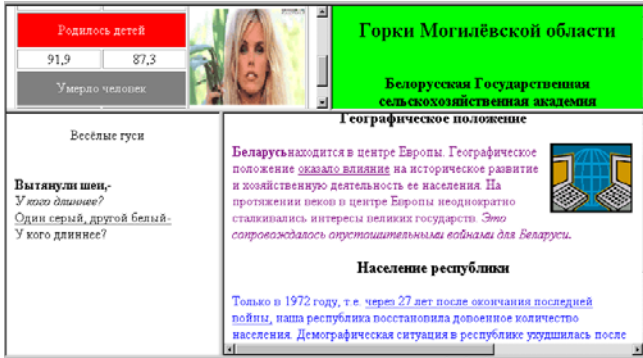 Родилось детей
91,9 87,3
Умерло человек
Горки Могилёвской области
Белорусская Государственная
сельскохозяйственная академия
Весёлые гуси
Вытянули шеи,-
У кого длиннее?
Один серый, другой белый-
У кого длиннее?
Географическое положение
Беларусьнаходится в центре Европы. Географическое
положение оказало влияние на историческое развитие
и хозяйственную деятельность ее населения. На
протяжении веков в центре Европы неоднократно
сталкивались интересы великих государств. Это
сопровождалось опустошительными войнами для Беларуси.
Население республики
Только в 1972 году, т.е. через 27 лет после окончания последней
войны, наша республика восстановила довоенное количество
населения. Демографическая ситуация в республике ухудшилась после